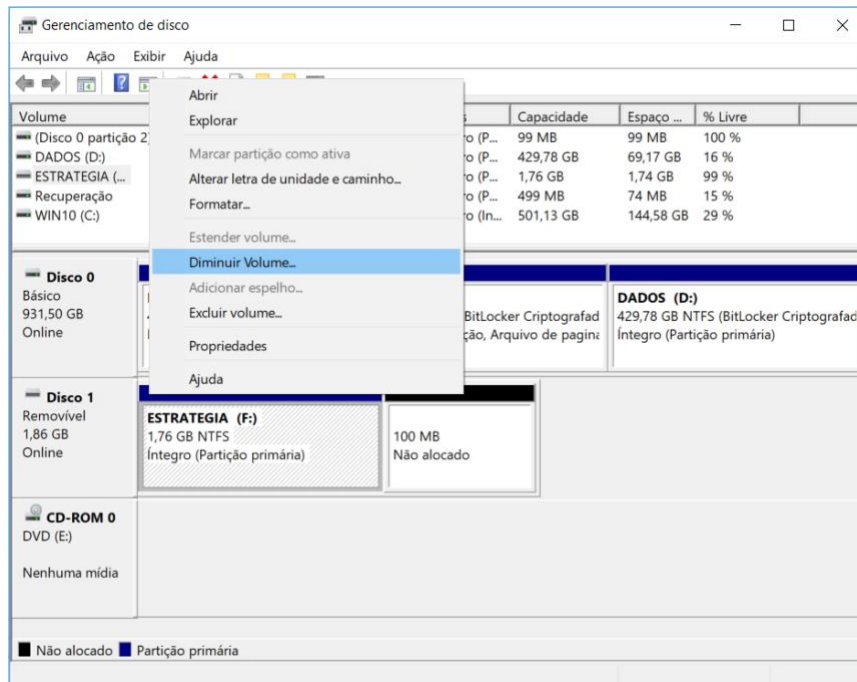 Gerenciamento de disco
Arquivo Ação Exibir Ajuda
Abrir
Explorar
Marcar partição como ativa
Alterar letra de unidade e caminho...
Formatar...
Estender volume...
Diminuir Volume...
Adicionar espelho...
Excluir volume...
Propriedades
Ajuda
Volume Capacidade Espaço ... % Livre
(Disco 0 partição 2 (P... 99 MB 99 MB 100 %
DADOS (D:) (P... 429,78 GB 69,17 GB 16 %
ESTRATEGIA (... (P... 1,76 GB 1,74 GB 99 %
Recuperação (P... 499 MB 74 MB 15 %
WIN10 (C:) (In... 501,13 GB 144,58 GB 29 %
Disco 0
Básico
931,50 GB
Online
BitLocker Criptografad
Arquivo de pagina
DADOS (D:)
429,78 GB NTFS (BitLocker Criptografad
Íntegro (Partição primária)
Disco 1
Removível
1,86 GB
Online
ESTRATEGIA (F:)
1,76 GB NTFS
Íntegro (Partição primária)
100 MB
Não alocado
CD-ROM 0
DVD (E:)
Nenhuma mídia
Não alocado Partição primária